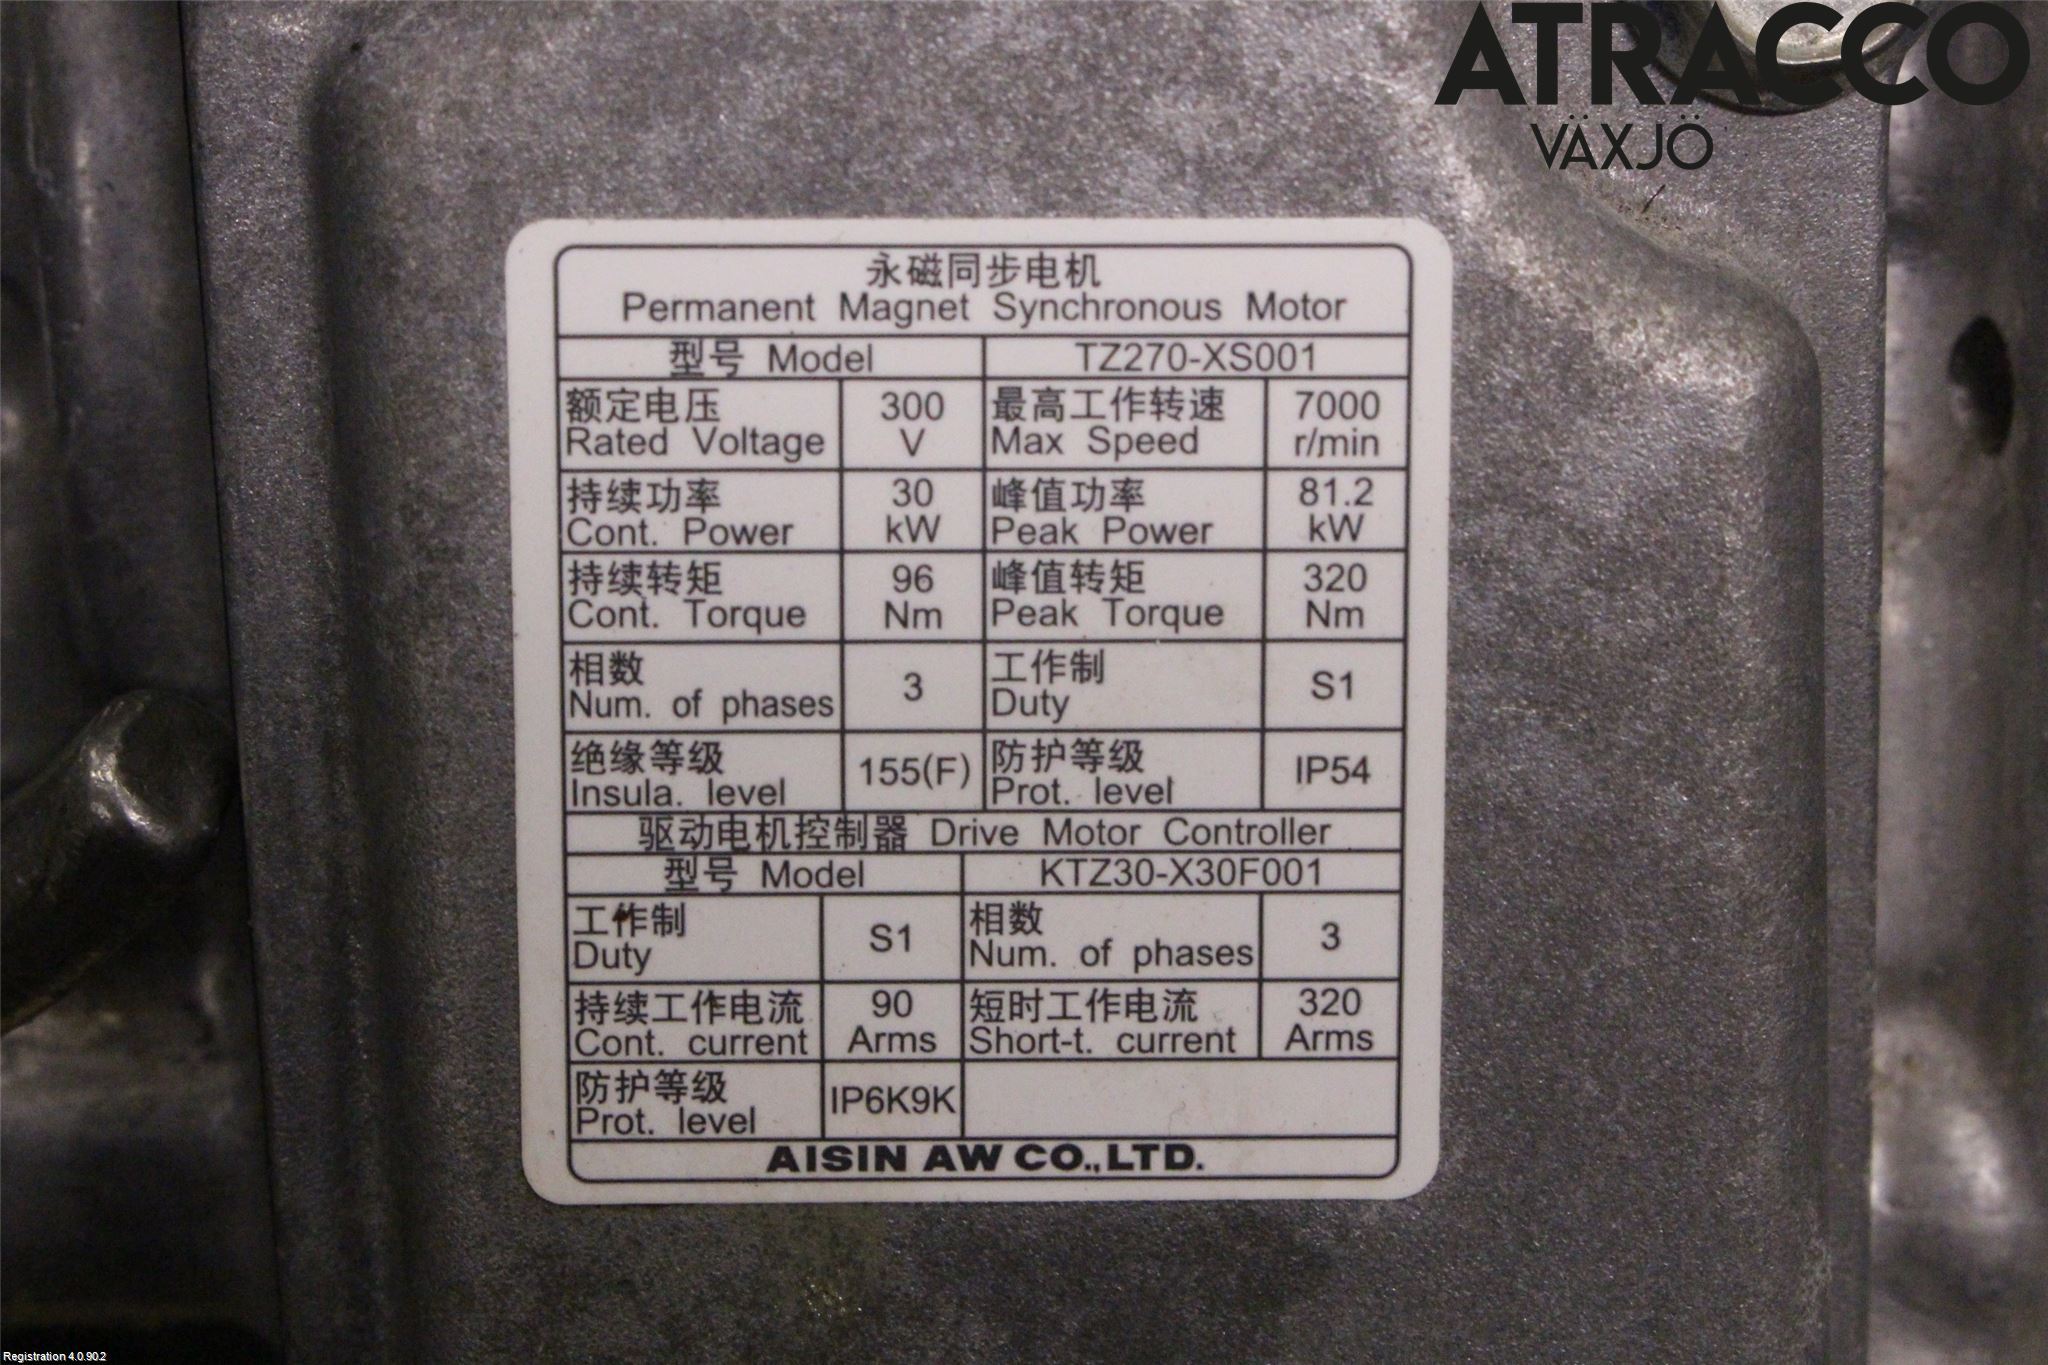 ATRACCO
VÄXJÖ
永磁同步电机
Permanent Magnet Synchronous Motor
型号 Model TZ270-XS001
额定电压 300 最高工作转速 7000
Rated Voltage V Max Speed r/min
持续功率 30 峰值功率 81.2
Cont. Power kW Peak Power kW
持续转矩 96 峰值转矩 320
Cont. Torque Nm Peak Torque Nm
相数 3 工作制 S1
Num. of phases Duty
绝缘等级 155(F) 防护等级 IP54
Insula. level Prot. level
驱动电机控制器 Drive Motor Controller
型号 Model KTZ30-X30F001
工作制 S1 相数 3
Duty Num. of phases
持续工作电流 90 短时工作电流 320
Cont. current Arms Short-t. current Arms
防护等级 IP6K9K
Prot. level
AISIN AW CO.,LTD.
Registration 4.0.90.2